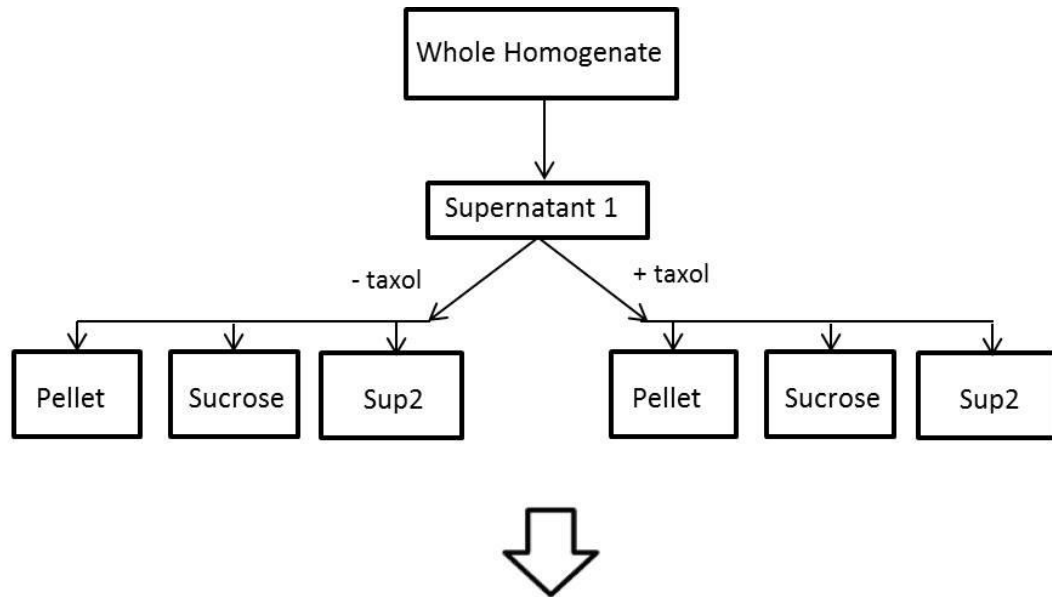 Whole Homogenate
Supernatant 1
- taxol
+ taxol
Pellet
Sucrose
Sup2
Pellet
Sucrose
Sup2